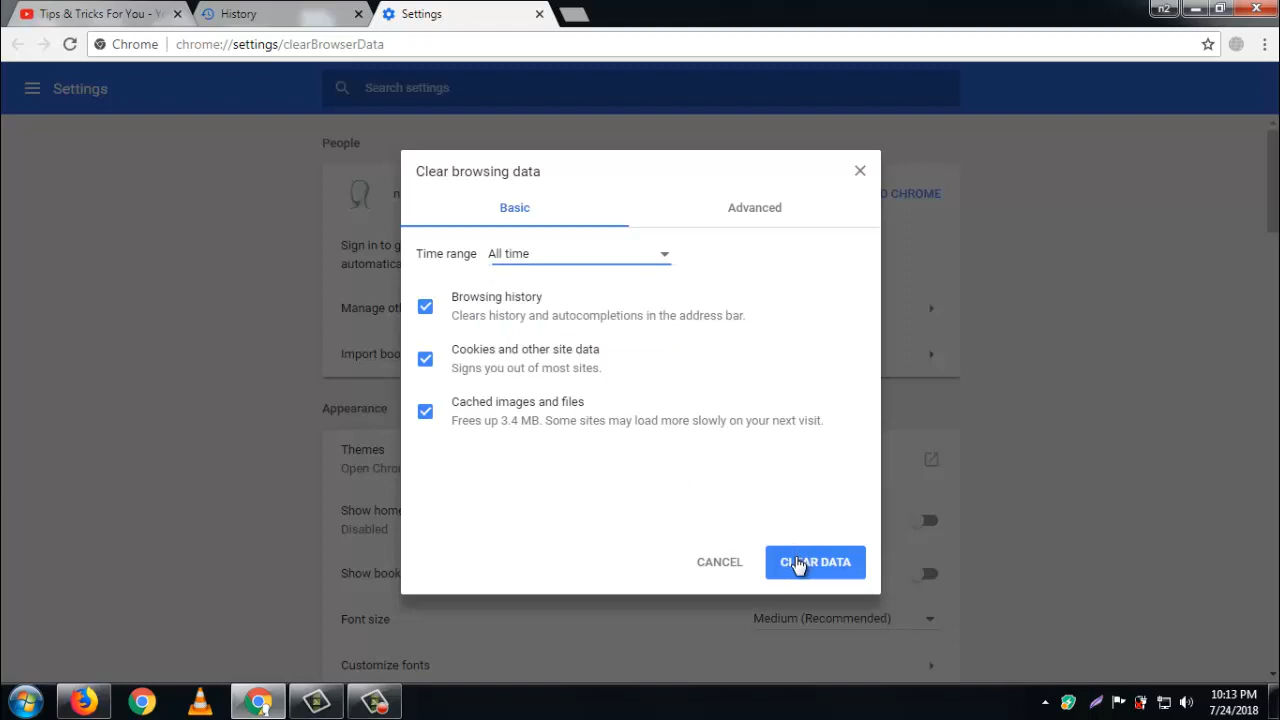 Tips & Tricks For You - Y
History
Settings
n2
Chrome
chrome://settings/clearBrowserData
Settings
Search settings
People
n
O CHROME
Sign in to g
automatica
Manage ot
Import boo
Appearance
Themes
Open Chro
Show home
Disabled
Show book
Font size
Medium (Recommended)
Customize fonts
Clear browsing data
Basic
Advanced
Time range
All time
Browsing history
Clears history and autocompletions in the address bar.
Cookies and other site data
Signs you out of most sites.
Cached images and files
Frees up 3.4 MB. Some sites may load more slowly on your next visit.
CANCEL
CLEAR DATA
10:13 PM
7/24/2018